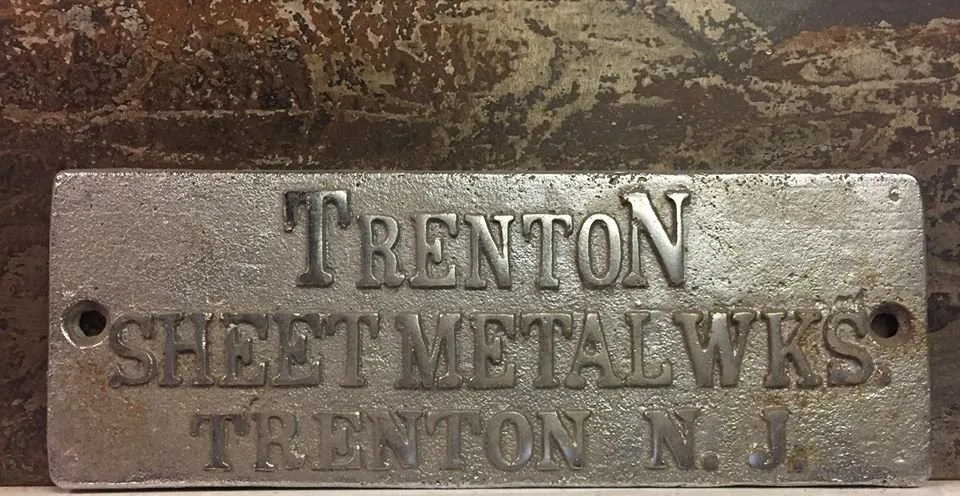 TRENTON
SHEET METAL WKS.
TRENTON N. J.